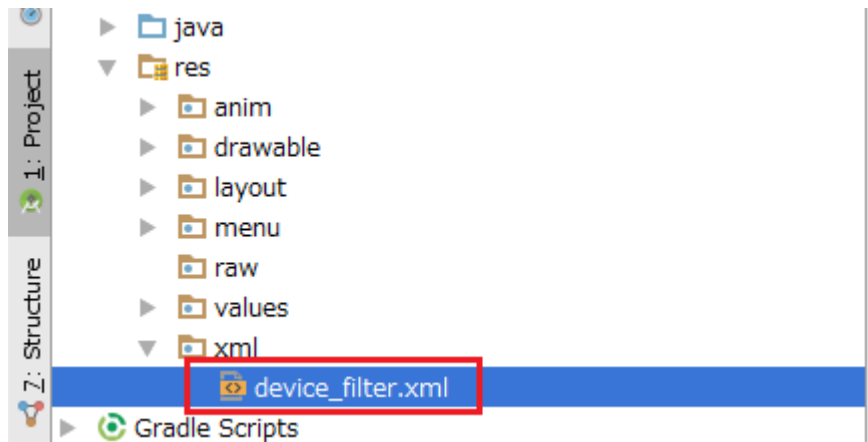 java
res
anim
drawable
layout
menu
raw
values
xml
device_filter.xml
Gradle Scripts
1: Project
7: Structure